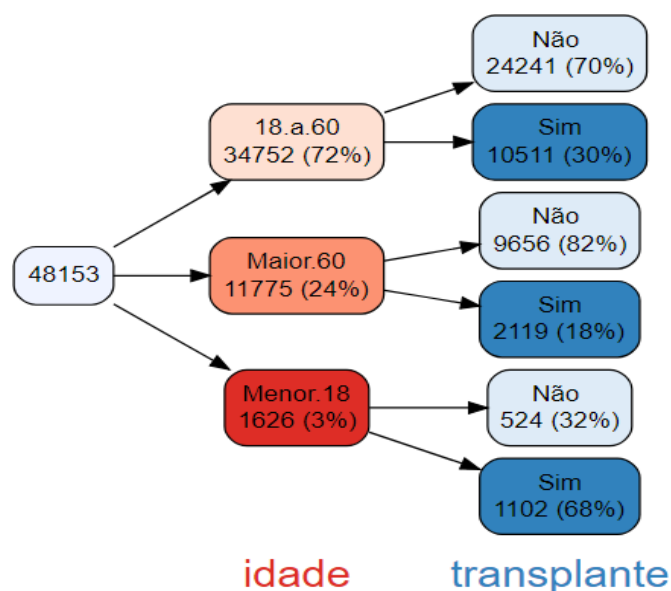 48153
18.a.60
34752 (72%)
Não
24241 (70%)
Sim
10511 (30%)
Maior.60
11775 (24%)
Não
9656 (82%)
Sim
2119 (18%)
Menor.18
1626 (3%)
Não
524 (32%)
Sim
1102 (68%)
idade
transplante